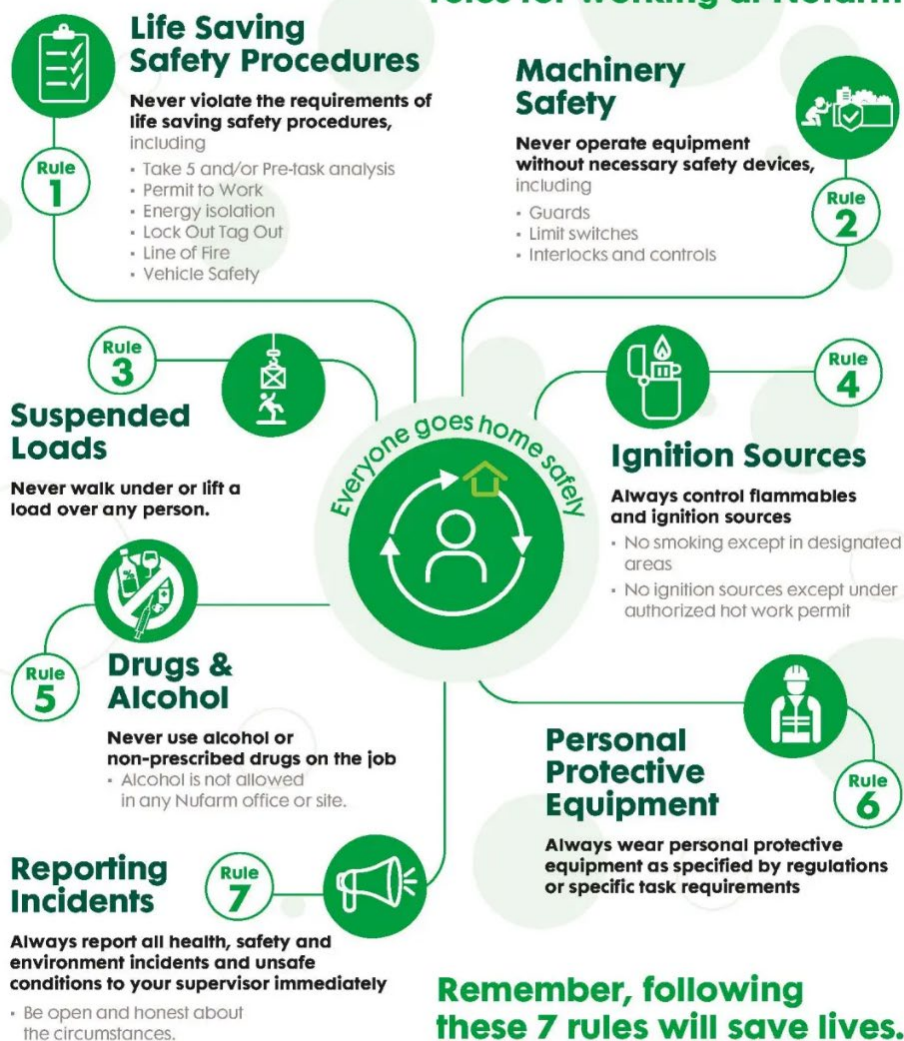 rules for working at Nufarm
Life Saving
Safety Procedures
Never violate the requirements of
life saving safety procedures,
including
• Take 5 and/or Pre-task analysis
• Permit to Work
• Energy isolation
• Lock Out Tag Out
• Line of Fire
• Vehicle Safety
Rule
1
Machinery
Safety
Never operate equipment
without necessary safety devices,
including
• Guards
• Limit switches
• Interlocks and controls
Rule
2
Rule
3
Suspended
Loads
Never walk under or lift a
load over any person.
Rule
4
Ignition Sources
Always control flammables
and ignition sources
• No smoking except in designated
areas
• No ignition sources except under
authorized hot work permit
Everyone goes home safely
Rule
5
Drugs &
Alcohol
Never use alcohol or
non-prescribed drugs on the job
• Alcohol is not allowed
in any Nufarm office or site.
Personal
Protective
Equipment
Rule
6
Always wear personal protective
equipment as specified by regulations
or specific task requirements
Reporting
Incidents
Rule
7
Always report all health, safety and
environment incidents and unsafe
conditions to your supervisor immediately
• Be open and honest about
the circumstances.
Remember, following
these 7 rules will save lives.